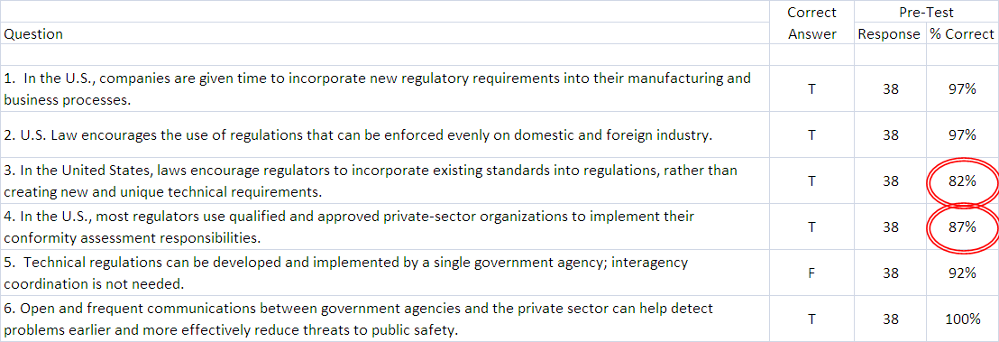 Correct Pre-Test
Question Answer Response % Correct
1.  In the U.S., companies are given time to incorporate new regulatory requirements into their manufacturing and
business processes. T 38 97%
2. U.S. Law encourages the use of regulations that can be enforced evenly on domestic and foreign industry. T 38 97%
3. In the United States, laws encourage regulators to incorporate existing standards into regulations, rather than
creating new and unique technical requirements. T 38 82%
4. In the U.S., most regulators use qualified and approved private-sector organizations to implement their
conformity assessment responsibilities. T 38 87%
5.  Technical regulations can be developed and implemented by a single government agency; interagency
coordination is not needed. F 38 92%
6. Open and frequent communications between government agencies and the private sector can help detect
problems earlier and more effectively reduce threats to public safety. T 38 100%